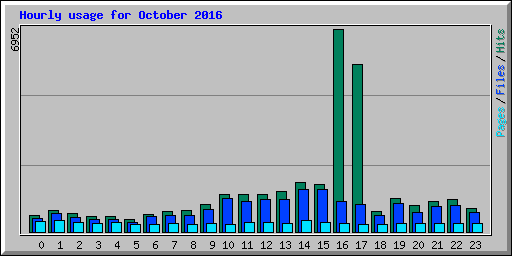 Hourly usage for October 2016
6952
Pages/Files/Hits
0 1 2 3 4 5 6 7 8 9 10 11 12 13 14 15 16 17 18 19 20 21 22 23